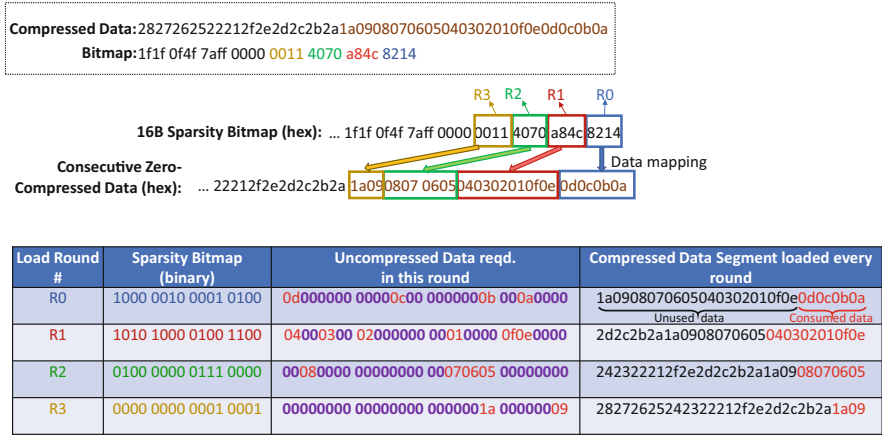 Compressed Data:2827262522212f2e2d2c2b2a1a0908070605040302010f0e0d0c0b0a
Bitmap:1f1f 0f4f 7aff 0000 0011 4070 a84c 8214
R3 R2 R1 R0
16B Sparsity Bitmap (hex): ... 1f1f 0f4f 7aff 0000 0011 4070 a84c 8214
Data mapping
Consecutive Zero-
Compressed Data (hex): ... 22212f2e2d2c2b2a 1a09 0807 0605 040302010f0e 0d0c0b0a
Load Round # Sparsity Bitmap (binary) Uncompressed Data reqd. in this round Compressed Data Segment loaded every round
R0 1000 0010 0001 0100 0d000000 00000c00 0000000b 000a0000 1a0908070605040302010f0e0d0c0b0a
Unused data Consumed data
R1 1010 1000 0100 1100 04000300 02000000 00010000 0f0e0000 2d2c2b2a1a0908070605040302010f0e
R2 0100 0000 0111 0000 00080000 00000000 00070605 00000000 242322212f2e2d2c2b2a1a0908070605
R3 0000 0000 0001 0001 00000000 00000000 0000001a 00000009 28272625242322212f2e2d2c2b2a1a09